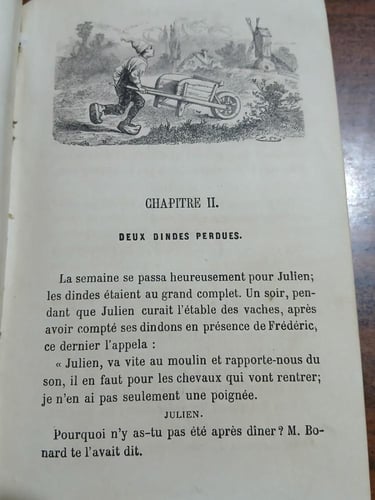 CHAPITRE II.
DEUX DINDES PERDUES.
La semaine se passa heureusement pour Julien;
les dindes étaient au grand complet. Un soir, pen-
dant que Julien curait l'étable des vaches, après
avoir compté ses dindons en présence de Frédéric,
ce dernier l'appela :
« Julien, va vite au moulin et rapporte-nous du
son, il en faut pour les chevaux qui vont rentrer;
je n'en ai pas seulement une poignée.
JULIEN.
Pourquoi n'y as-tu pas été après dîner? M. Bo-
nard te l'avait dit.